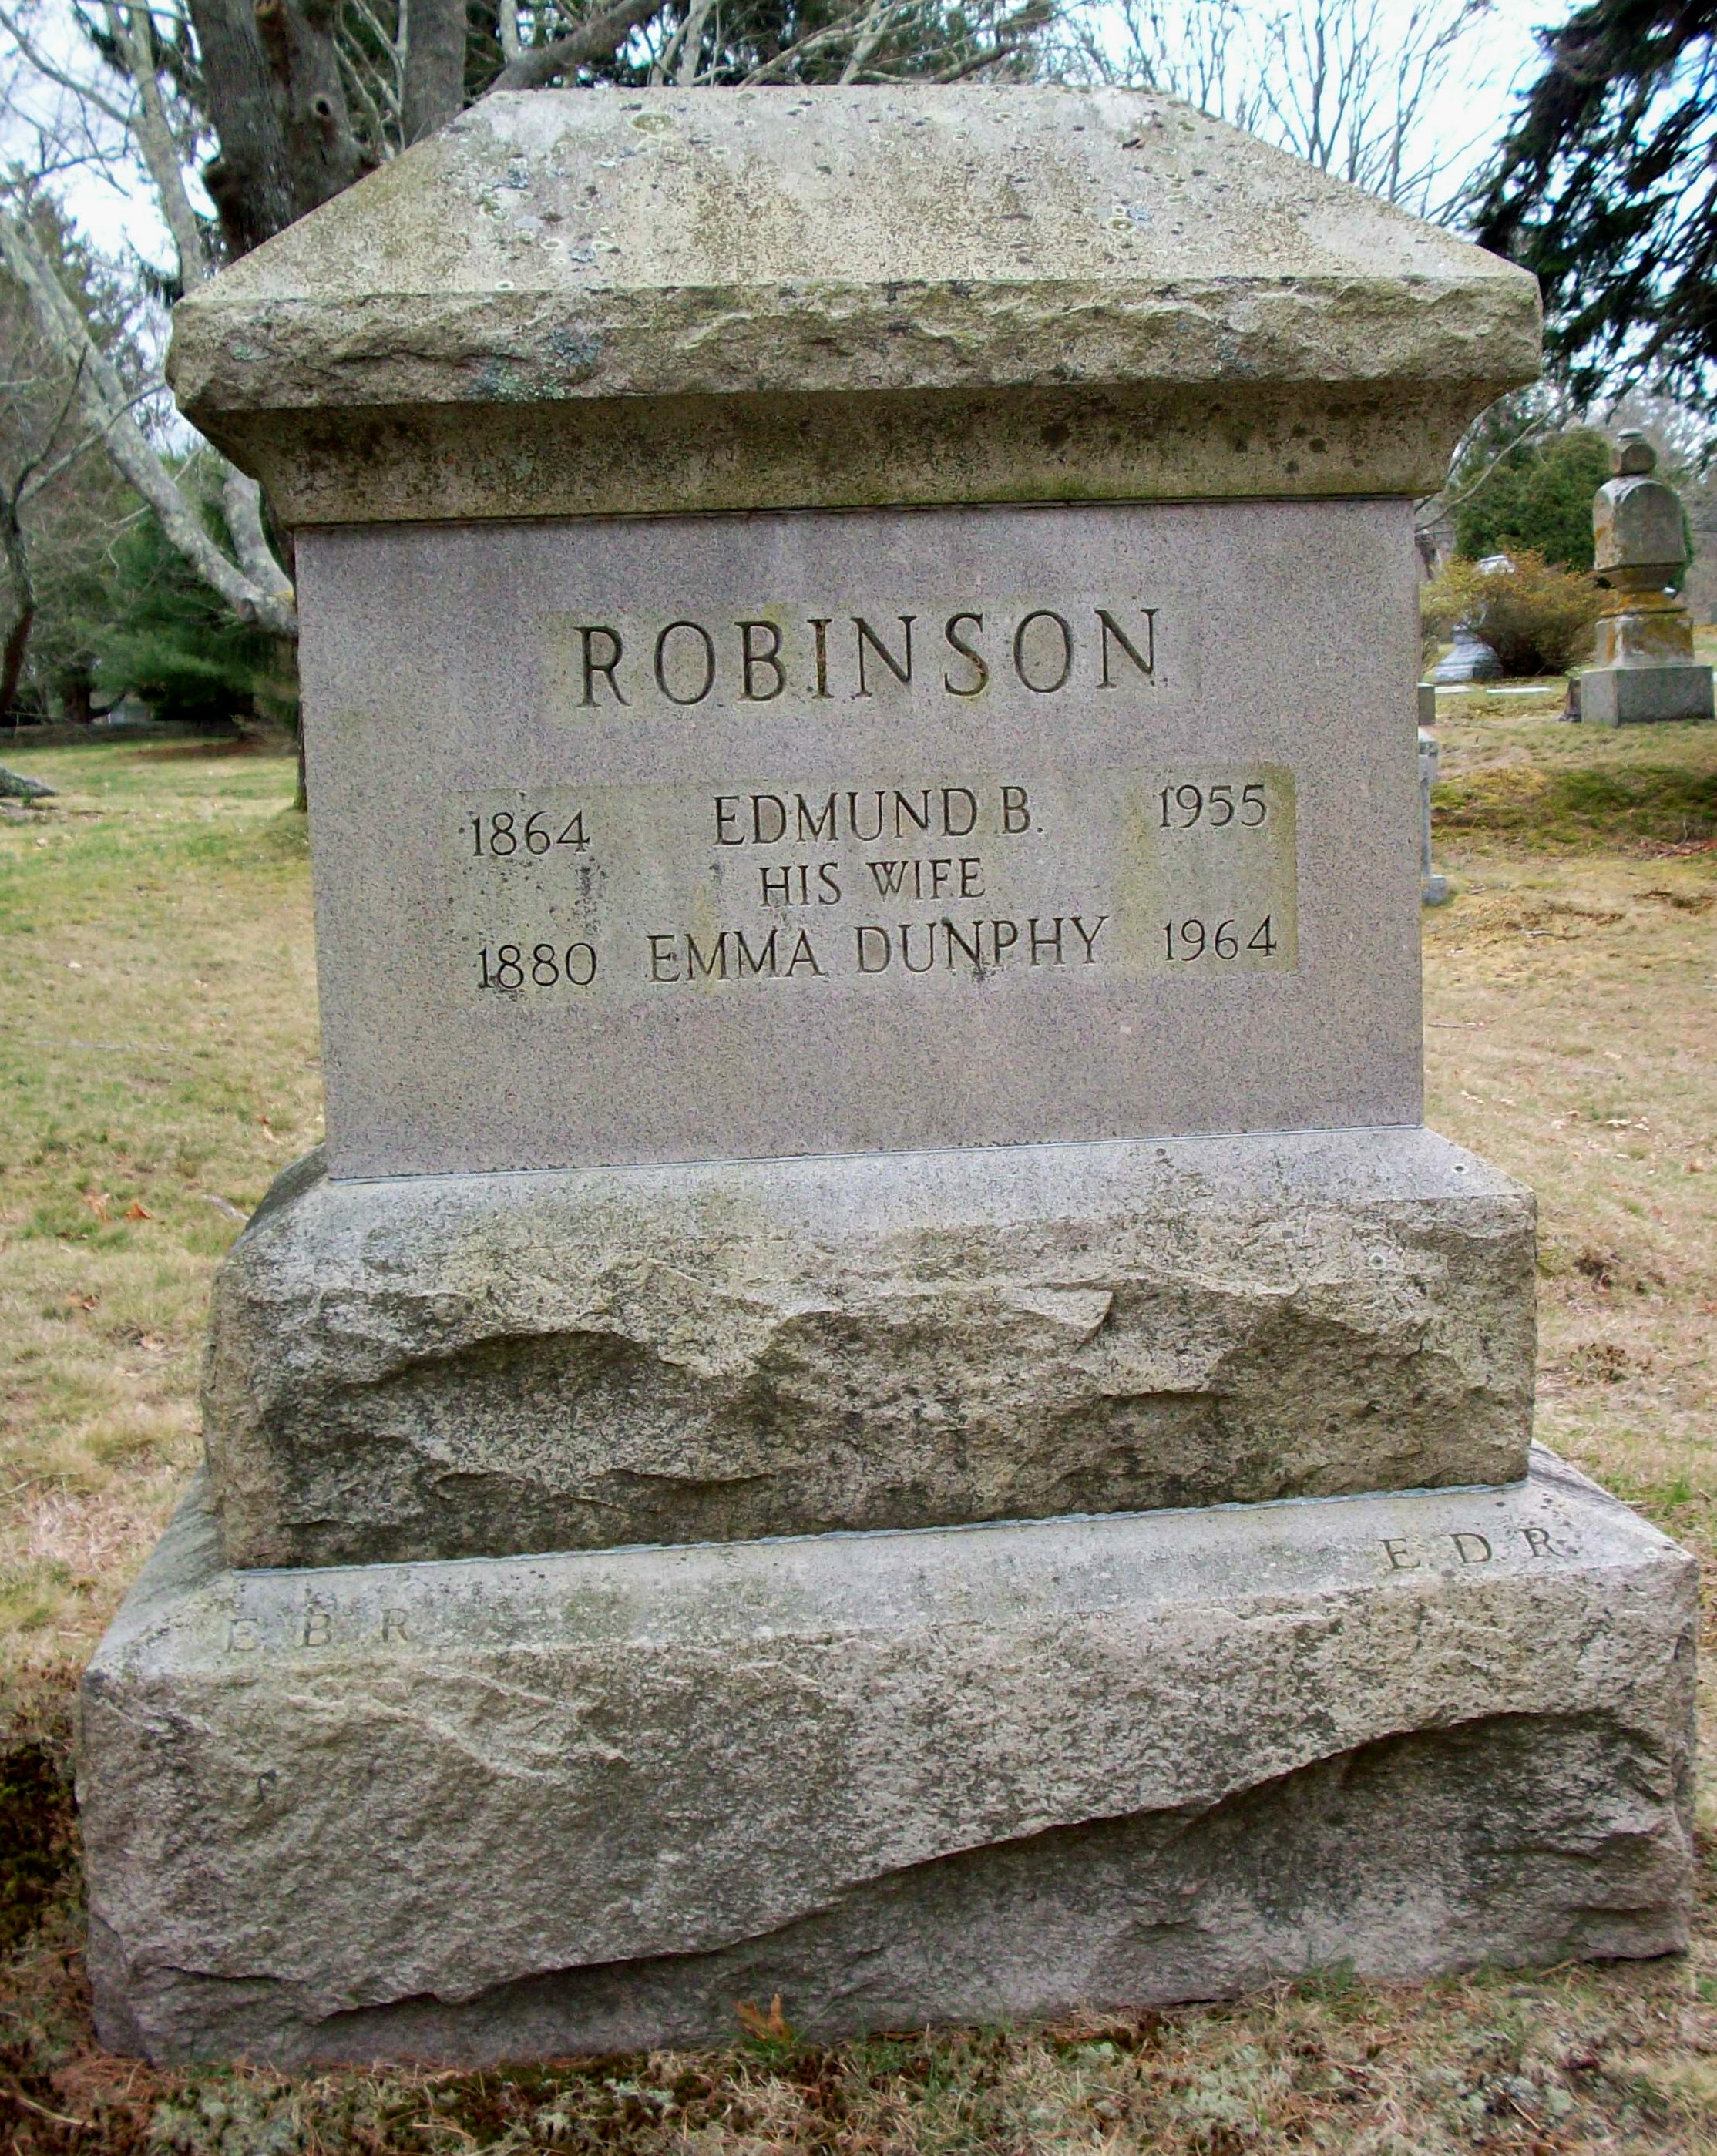 ROBINSON
1864 EDMUND B. 1955
HIS WIFE
1880 EMMA DUNPHY 1964
E. D. R.
E. B. R.